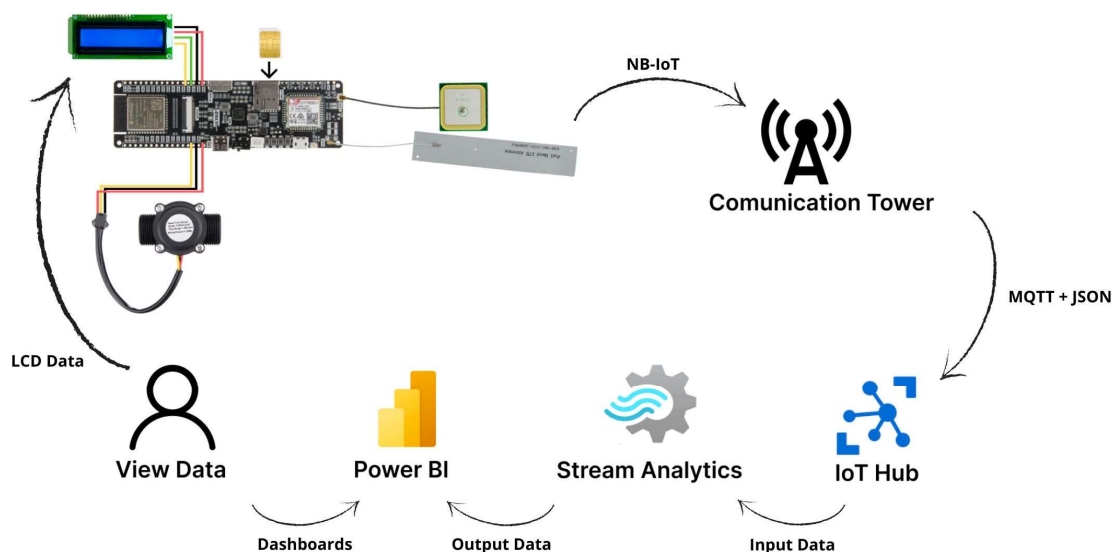 NB-IoT
Comunication Tower
MQTT + JSON
LCD Data
View Data
Power BI
Stream Analytics
IoT Hub
Dashboards
Output Data
Input Data